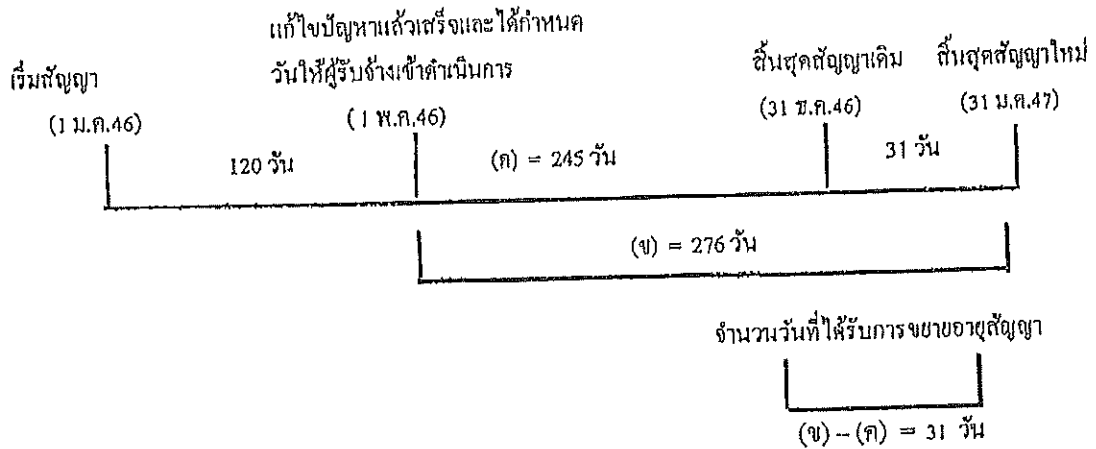 แก้ไขปัญหาแล้วเสร็จและได้กำหนด
วันให้ผู้รับจ้างเข้าดำเนินการ
เริ่มสัญญา
สิ้นสุดสัญญาเดิม
สิ้นสุดสัญญาใหม่
(1 ม.ค.46)
(1 พ.ค.46)
(31 ธ.ค.46)
(31 ม.ค.47)
120 วัน
(ค) = 245 วัน
31 วัน
(ข) = 276 วัน
จำนวนวันที่ได้รับการขยายอายุสัญญา
(ข) – (ค) = 31 วัน